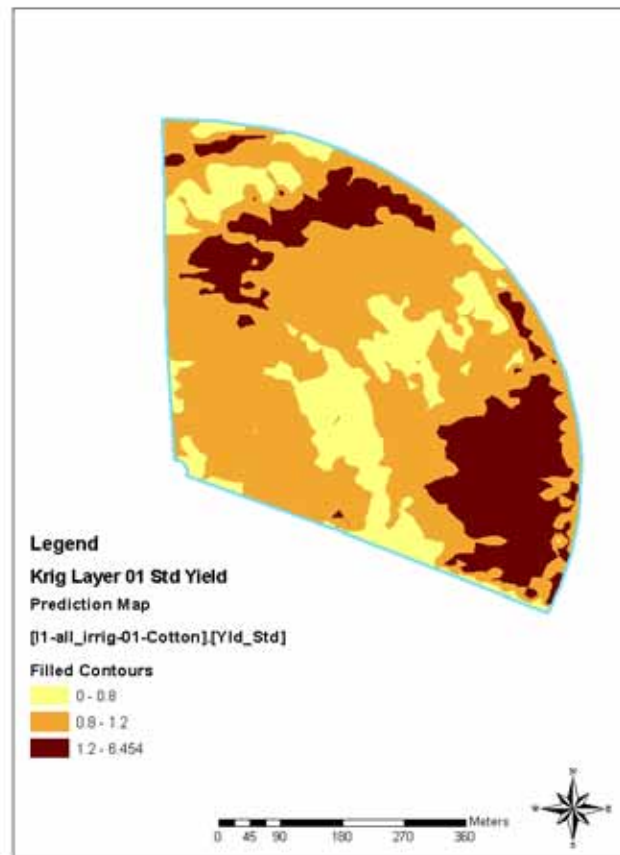 Legend
Krig Layer 01 Std Yield
Prediction Map
[I1-all_irrig-01-Cotton].[Yld_Std]
Filled Contours
0 - 0.8
0.8 - 1.2
1.2 - 6.454
N
W E
S
Meters
0 45 90 180 270 360